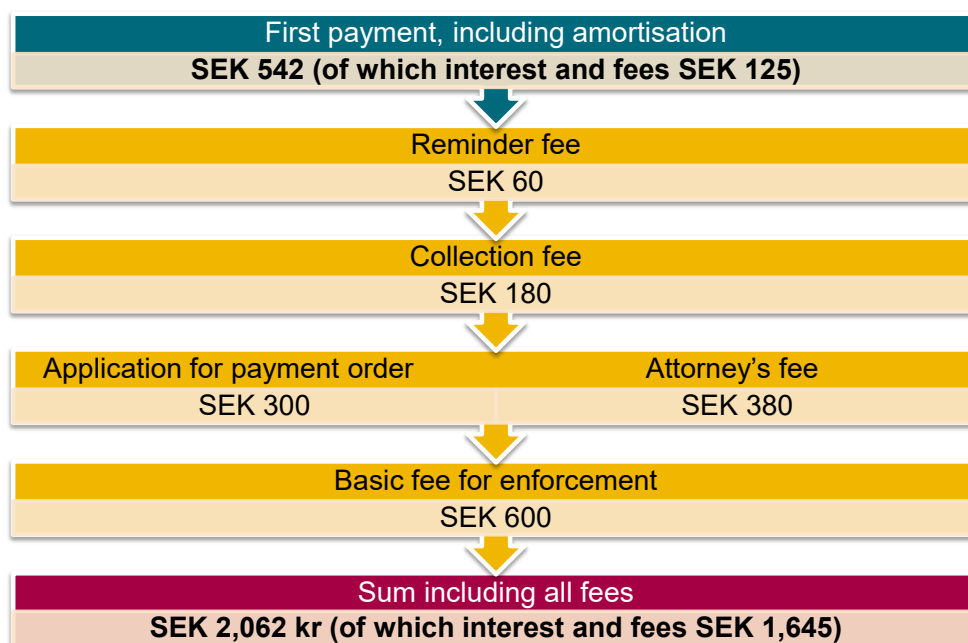 First payment, including amortisation
SEK 542 (of which interest and fees SEK 125)
Reminder fee
SEK 60
Collection fee
SEK 180
Application for payment order
SEK 300
Attorney’s fee
SEK 380
Basic fee for enforcement
SEK 600
Sum including all fees
SEK 2,062 kr (of which interest and fees SEK 1,645)